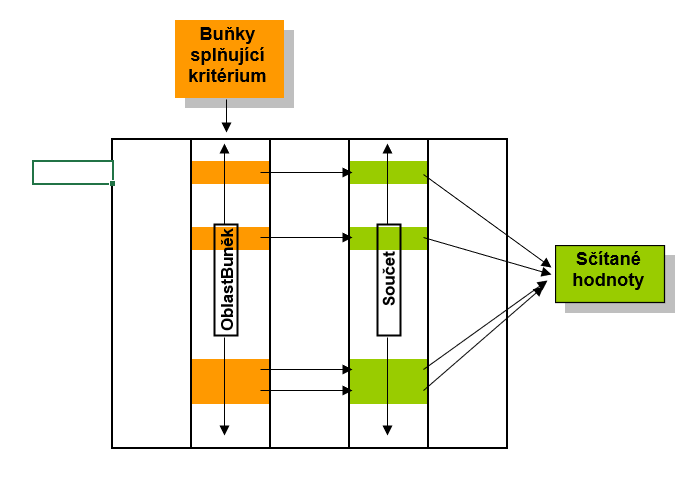 Buňky
splňující
kritérium
OblastBuněk
Součet
Sčítané
hodnoty